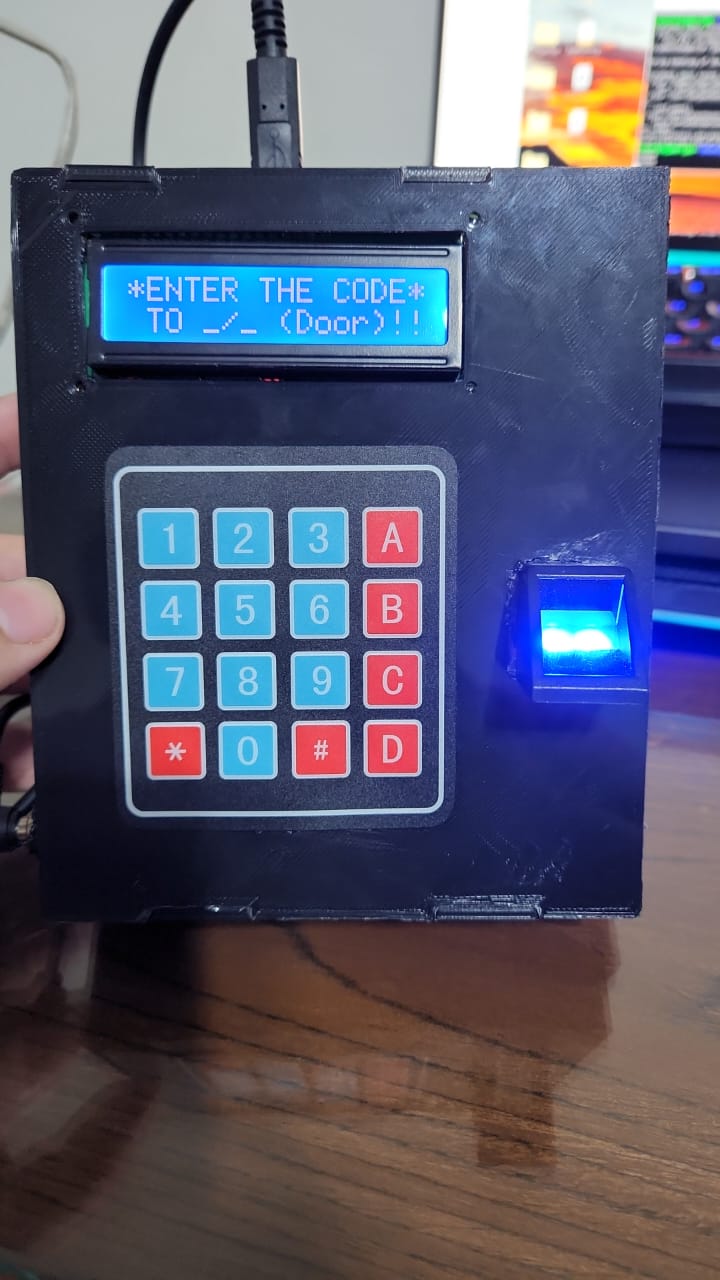 *ENTER THE CODE*
TO _/_ (Door)!!
1 2 3 A
4 5 6 B
7 8 9 C
* 0 # D